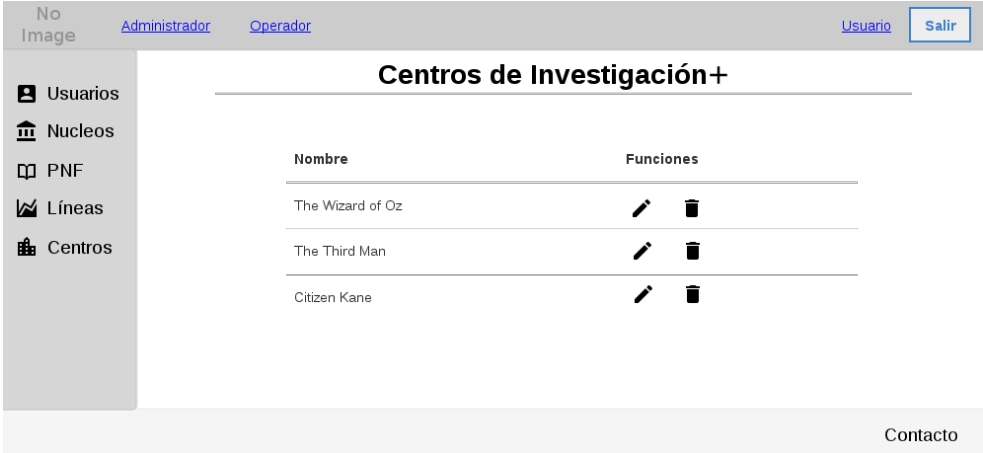 No Image
Administrador Operador Usuario Salir
Centros de Investigación+
Usuarios
Nucleos
PNF
Líneas
Centros
Nombre Funciones
The Wizard of Oz
The Third Man
Citizen Kane
Contacto